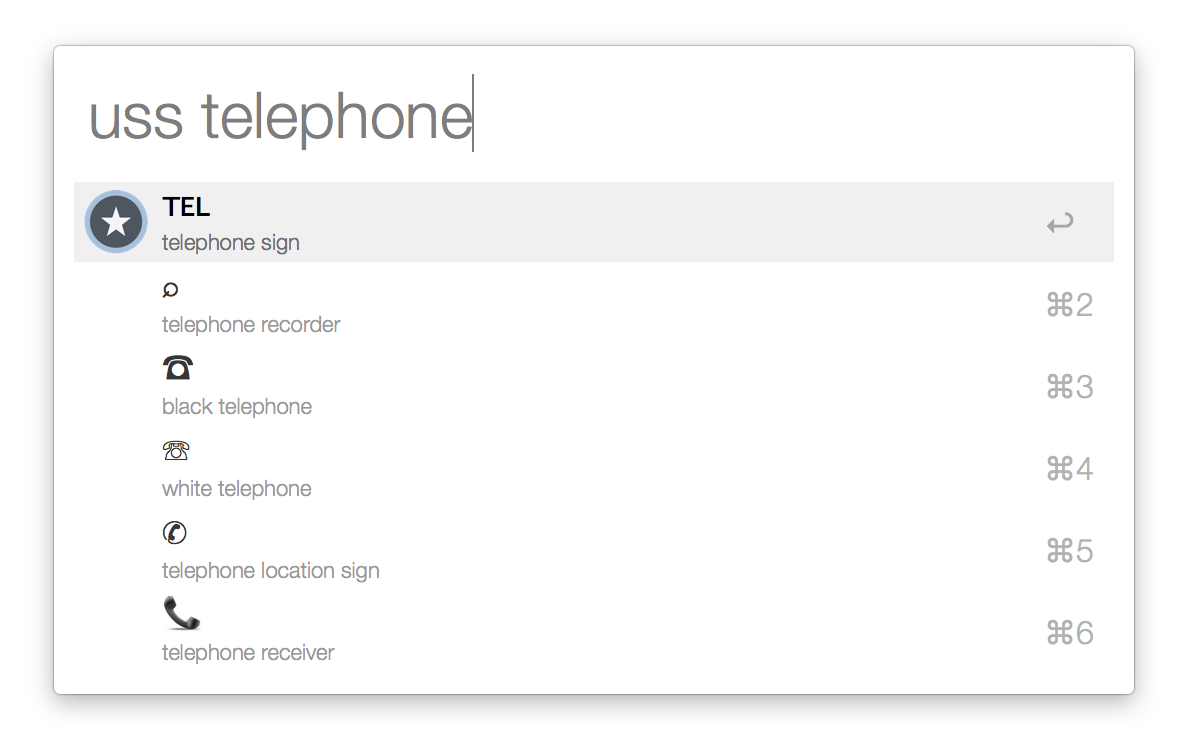 uss telephone
TEL
telephone sign
⌕
telephone recorder
⌘2
☎
black telephone
⌘3
☏
white telephone
⌘4
✆
telephone location sign
⌘5
📞
telephone receiver
⌘6